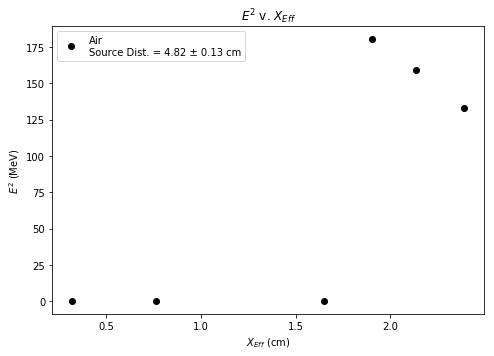 E² v. X_Eff
Air
Source Dist. = 4.82 ± 0.13 cm
E² (MeV)
175
150
125
100
75
50
25
0
0.5
1.0
1.5
2.0
X_Eff (cm)